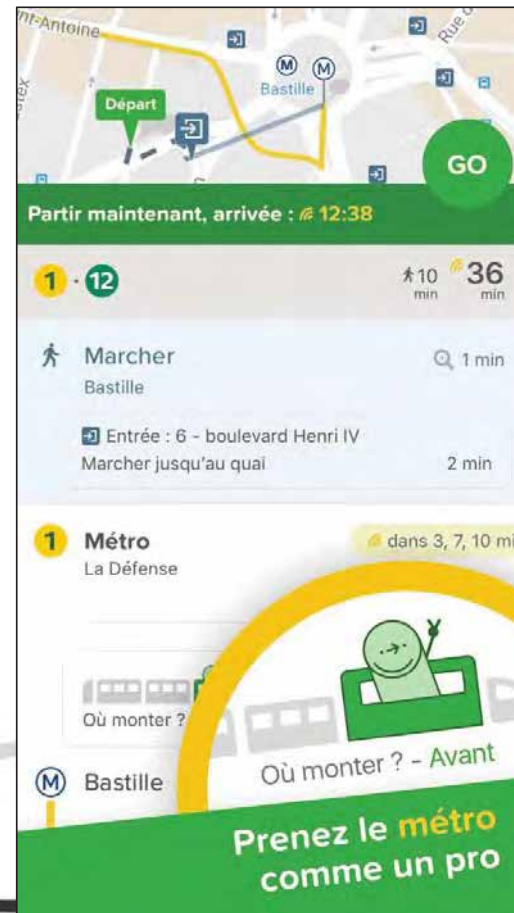 nt-Antoine
Rue d
M M
Bastille
Départ
GO
Partir maintenant, arrivée : 12:38
1 · 12
10 min
36 min
Marcher
1 min
Bastille
Entrée : 6 - boulevard Henri IV
Marcher jusqu'au quai
2 min
1 Métro
dans 3, 7, 10 mi
La Défense
Où monter ?
Où monter ? - Avant
M Bastille
Prenez le métro
comme un pro